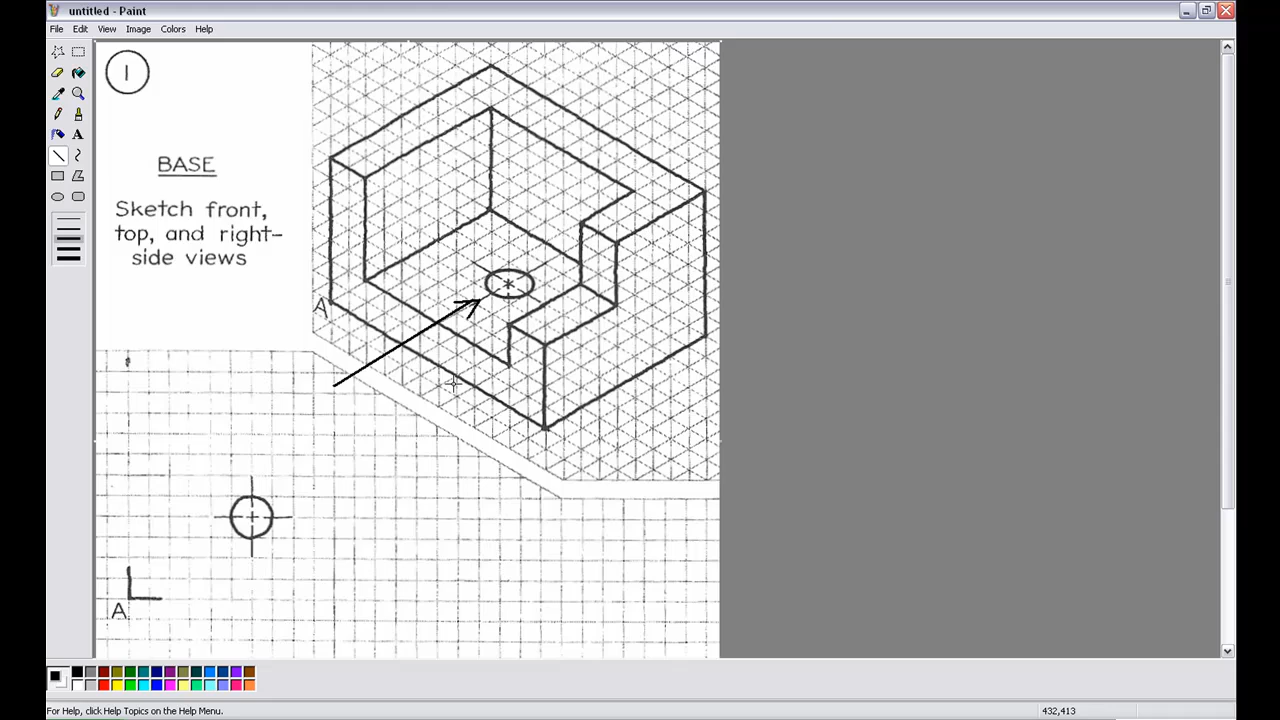 untitled - Paint
File Edit View Image Colors Help
1
BASE
Sketch front,
top, and right-
side views
A
A
For Help, click Help Topics on the Help Menu.
432,413